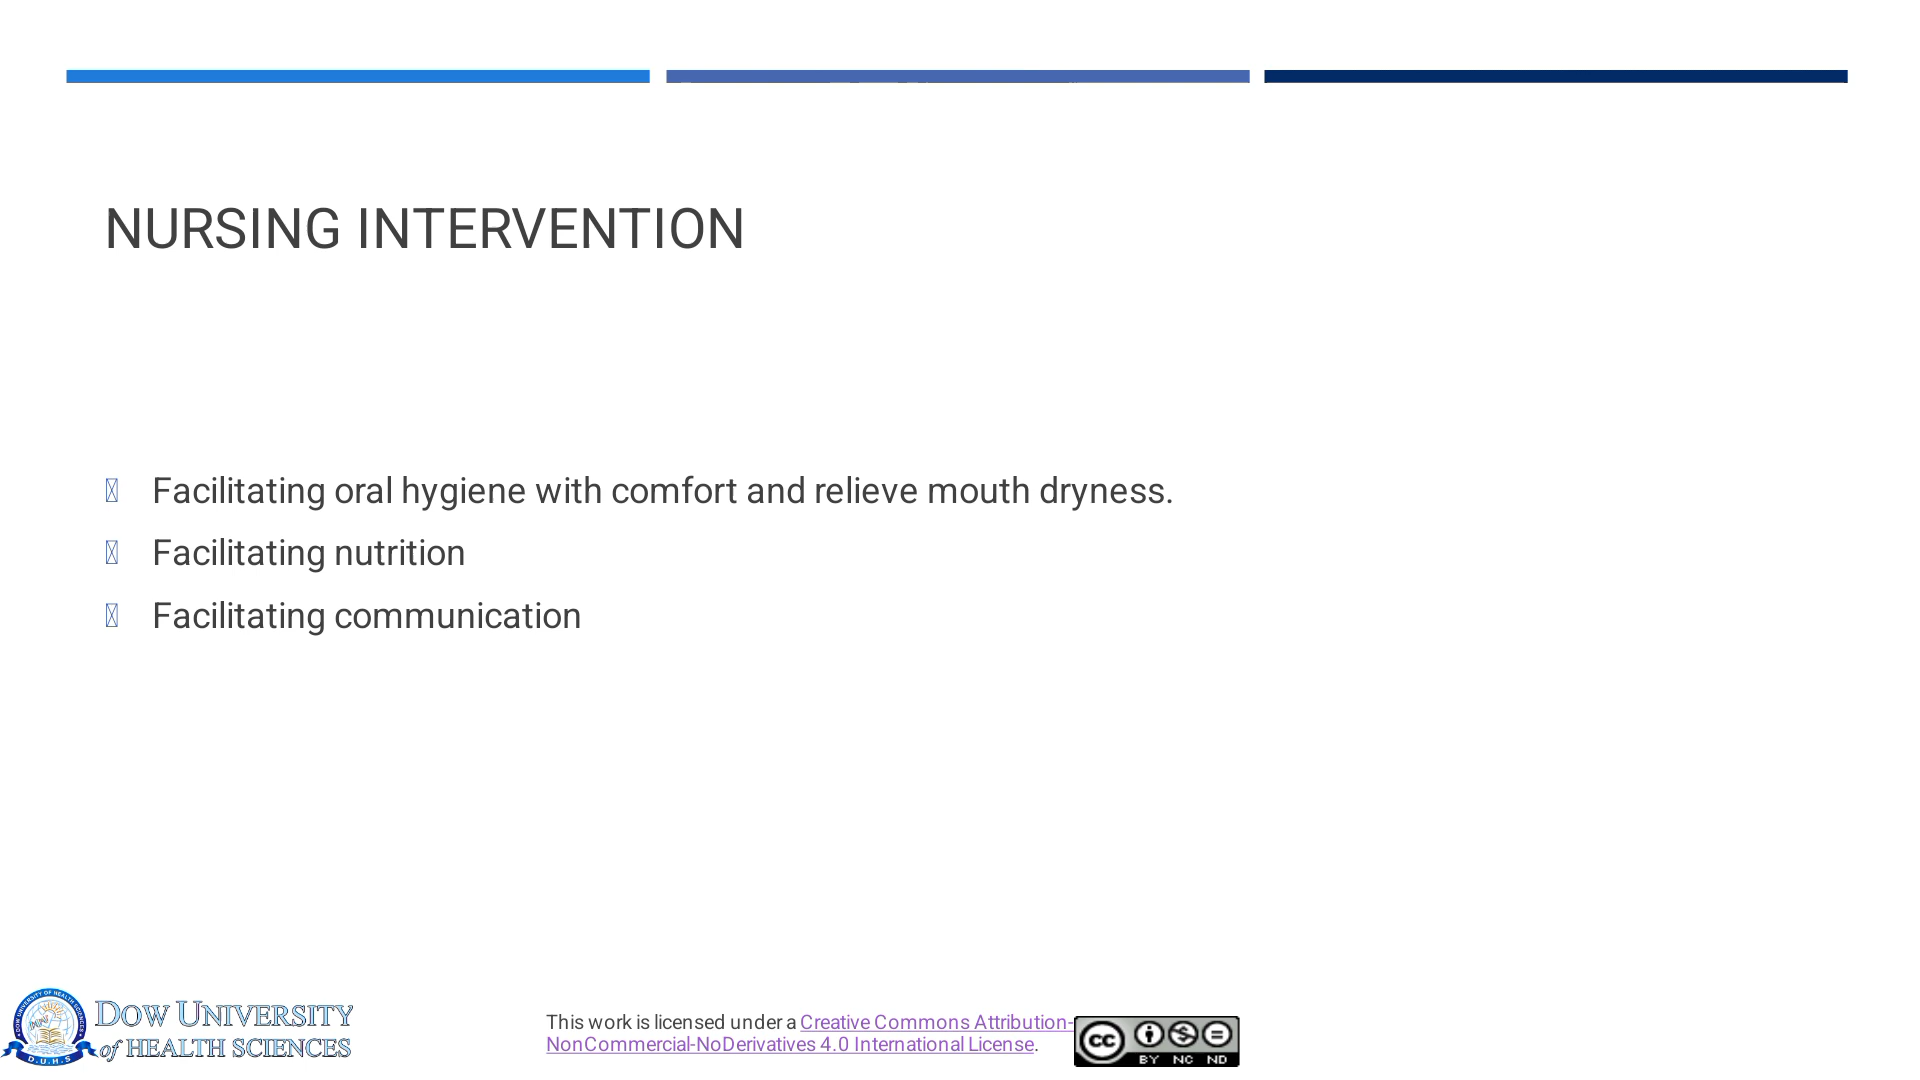 NURSING INTERVENTION
Facilitating oral hygiene with comfort and relieve mouth dryness.
Facilitating nutrition
Facilitating communication
DOW UNIVERSITY
of HEALTH SCIENCES
D.U.H.S
This work is licensed under a Creative Commons Attribution-
NonCommercial-NoDerivatives 4.0 International License.
cc
BY NC ND